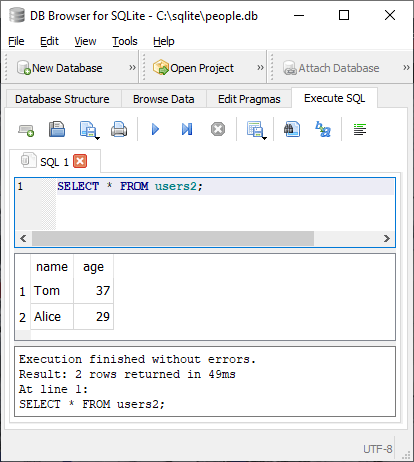 DB Browser for SQLite - C:\sqlite\people.db
File Edit View Tools Help
New Database » Open Project » Attach Database »
Database Structure Browse Data Edit Pragmas Execute SQL
SQL 1
1 SELECT * FROM users2;
name age
1 Tom 37
2 Alice 29
Execution finished without errors.
Result: 2 rows returned in 49ms
At line 1:
SELECT * FROM users2;
UTF-8